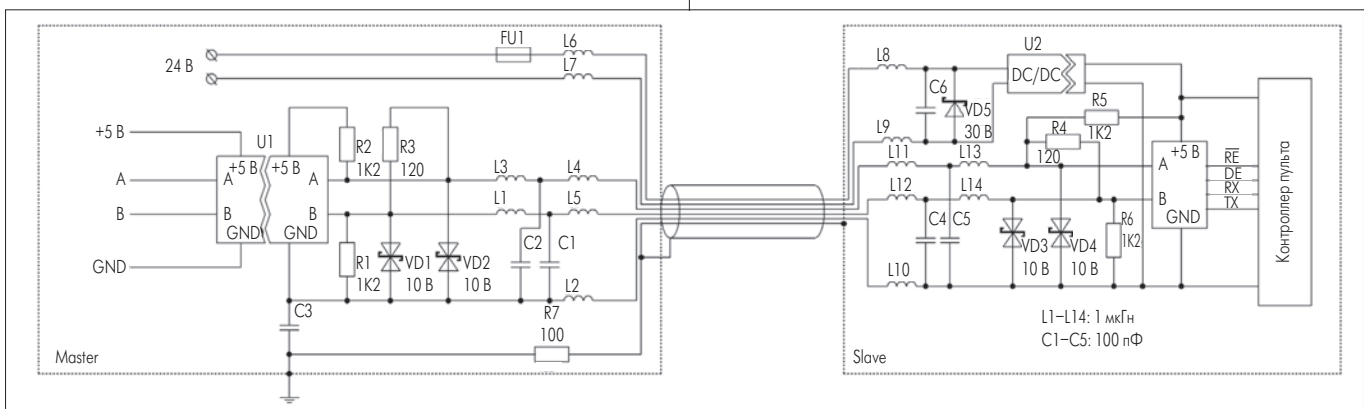 FU1
L6
L7
24 В
+5 В
U1
+5 В
+5 В
R2
1K2
R3
120
A
A
A
L3
L4
B
B
B
L1
L5
GND
GND
GND
R1
1K2
VD1
10 В
VD2
10 В
C2
C1
L2
C3
R7
100
Master
L8
U2
DC/DC
C6
VD5
30 В
L9
R5
1K2
R4
120
L11
L13
L12
L14
A
+5 В
B
GND
RE
DE
RX
TX
C4
C5
VD3
10 В
VD4
10 В
R6
1K2
L10
Контроллер пульта
L1–L14: 1 мкГн
C1–C5: 100 пФ
Slave